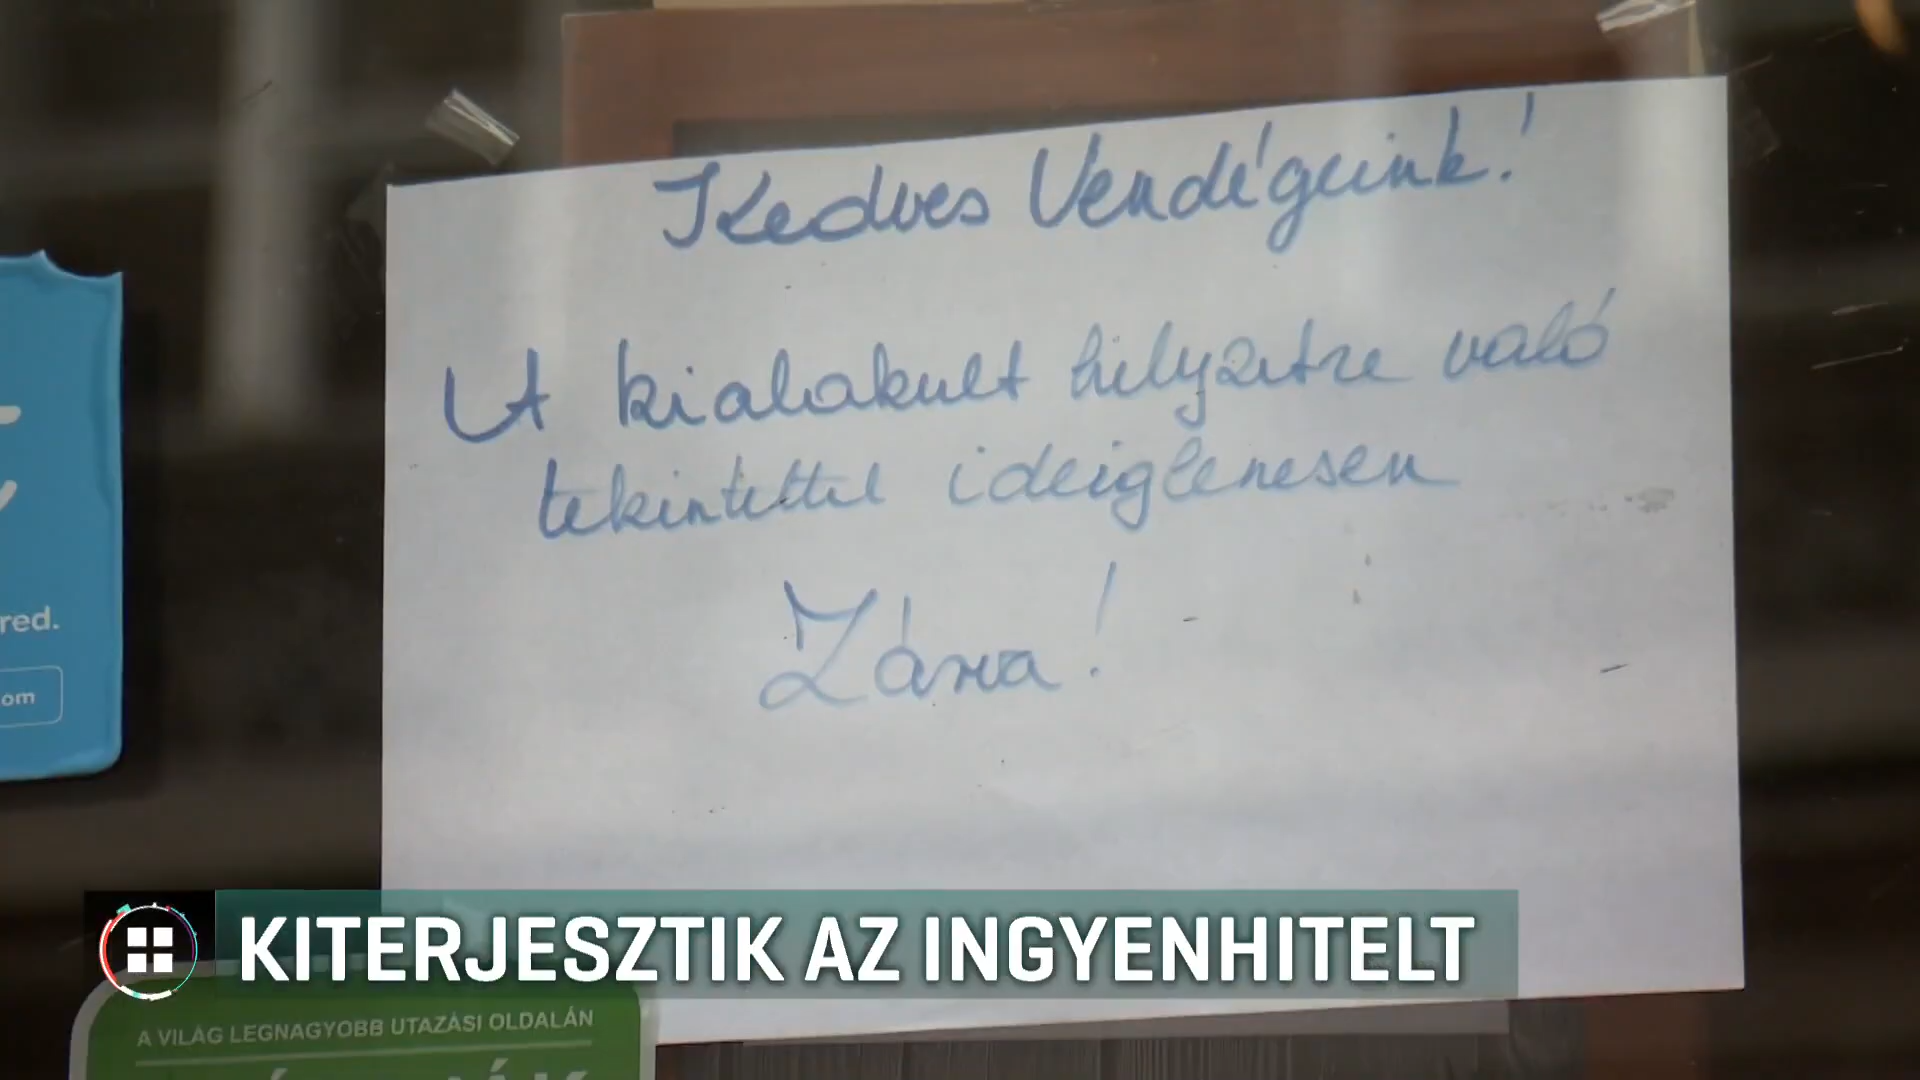 Kedves Vendégeink!
A kialakult helyzetre való
tekintettel ideiglenesen
Zárva!
red.
om
KITERJESZTIK AZ INGYENHITELT
A VILÁG LEGNAGYOBB UTAZÁSI OLDALÁN